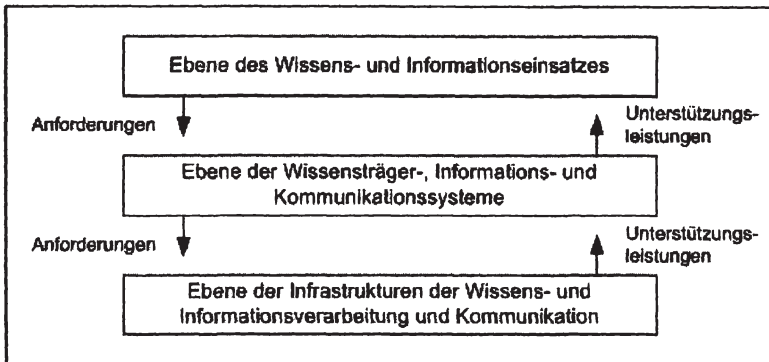 Ebene des Wissens- und Informationseinsatzes
Anforderungen
Unterstützungs-
leistungen
Ebene der Wissensträger-, Informations- und
Kommunikationssysteme
Anforderungen
Unterstützungs-
leistungen
Ebene der Infrastrukturen der Wissens- und
Informationsverarbeitung und Kommunikation